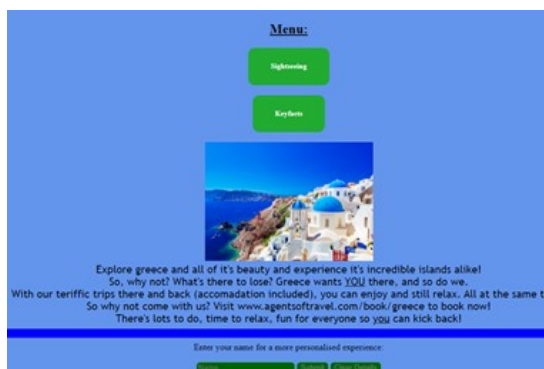 Menu:
Sightseeing
Keyfacts
Explore greece and all of it's beauty and experience it's incredible islands alike!
So, why not? What's there to lose? Greece wants YOU there, and so do we.
With our teriffic trips there and back (accomadation included), you can enjoy and still relax. All at the same t
So why not come with us? Visit www.agentsoftravel.com/book/greece to book now!
There's lots to do, time to relax, fun for everyone so you can kick back!
Enter your name for a more personalised experience: